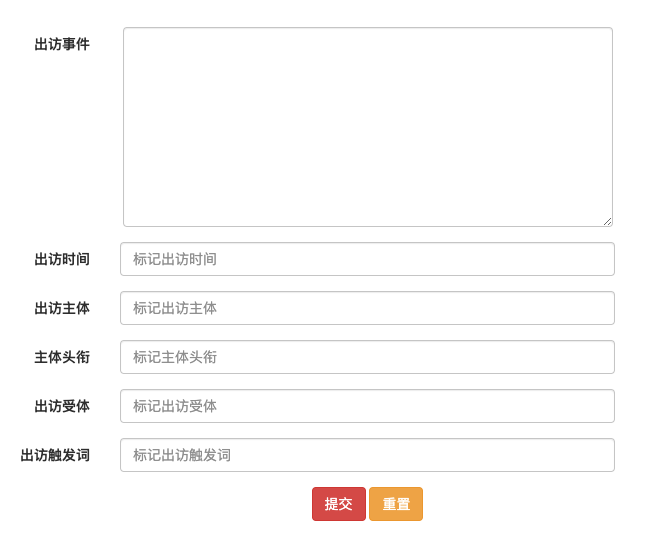 出访事件
出访时间 标记出访时间
出访主体 标记出访主体
主体头衔 标记主体头衔
出访受体 标记出访受体
出访触发词 标记出访触发词
提交 重置